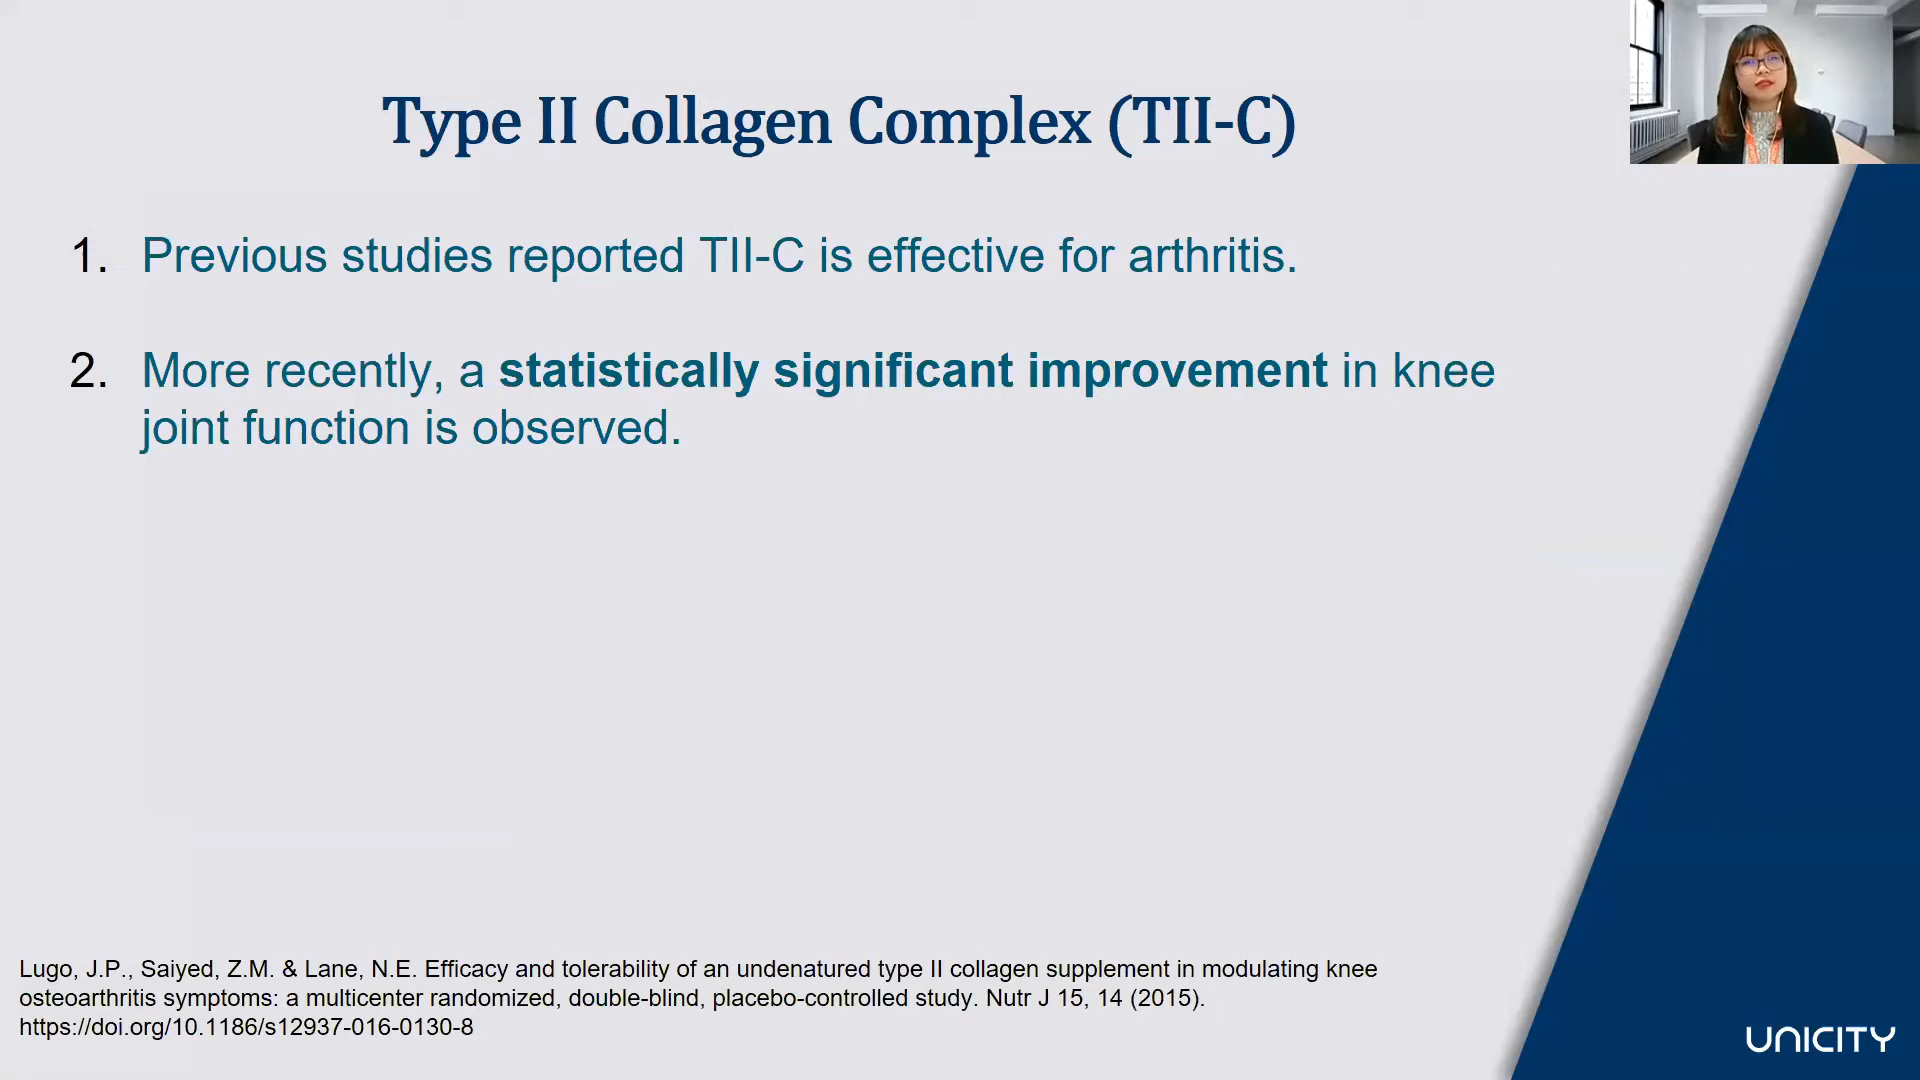 Type II Collagen Complex (TII-C)
1. Previous studies reported TII-C is effective for arthritis.
2. More recently, a statistically significant improvement in knee
joint function is observed.
Lugo, J.P., Saiyed, Z.M. & Lane, N.E. Efficacy and tolerability of an undenatured type II collagen supplement in modulating knee
osteoarthritis symptoms: a multicenter randomized, double-blind, placebo-controlled study. Nutr J 15, 14 (2015).
https://doi.org/10.1186/s12937-016-0130-8
UNICITY